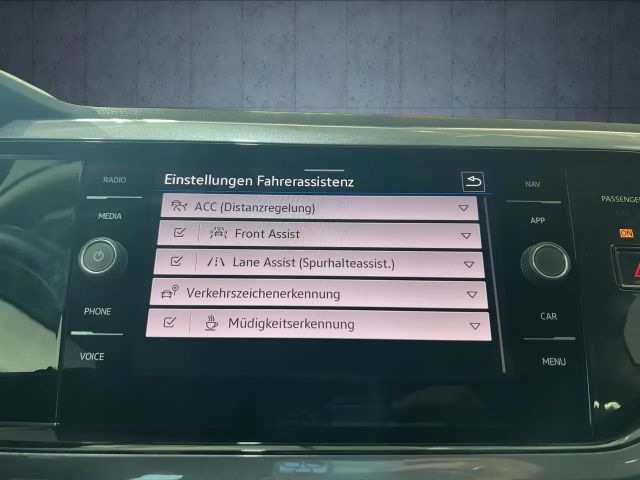 Einstellungen Fahrerassistenz
ACC (Distanzregelung)
Front Assist
Lane Assist (Spurhalteassist.)
Verkehrszeichenerkennung
Müdigkeitserkennung
RADIO
MEDIA
PHONE
VOICE
NAV
APP
CAR
MENU
PASSENGER
OFF
ON